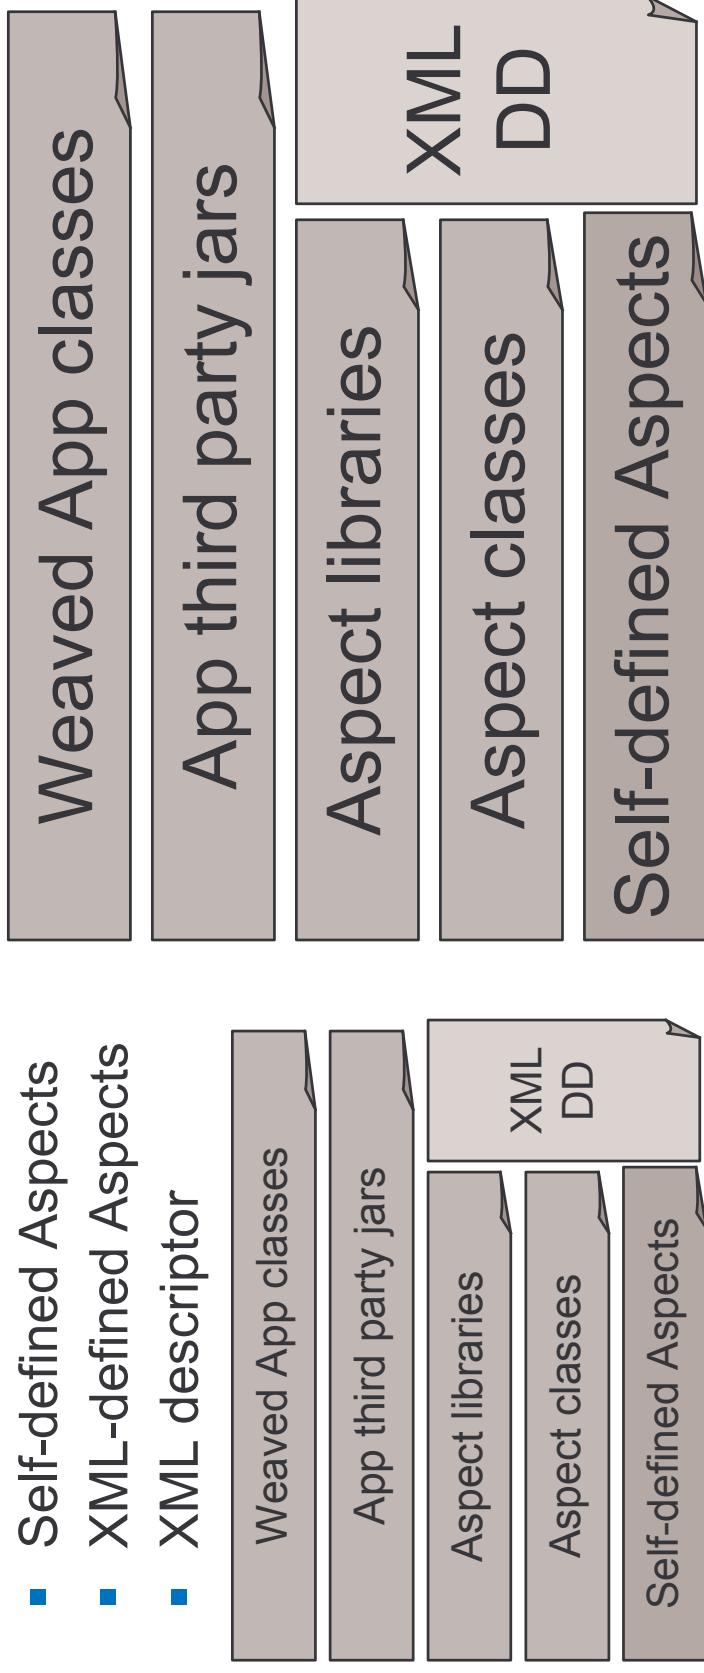 Self-defined Aspects
XML-defined Aspects
XML descriptor
Weaved App classes
App third party jars
Aspect libraries
XML
DD
Aspect classes
Self-defined Aspects
Weaved App classes
App third party jars
Aspect libraries
XML
DD
Aspect classes
Self-defined Aspects